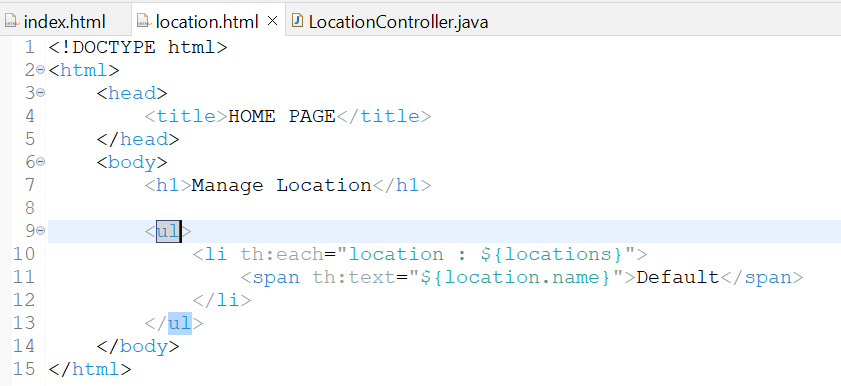 index.html location.html × LocationController.java
1 <!DOCTYPE html>
2 <html>
3 <head>
4 <title>HOME PAGE</title>
5 </head>
6 <body>
7 <h1>Manage Location</h1>
8
9 <ul>
10 <li th:each="location : ${locations}">
11 <span th:text="${location.name}">Default</span>
12 </li>
13 </ul>
14 </body>
15 </html>